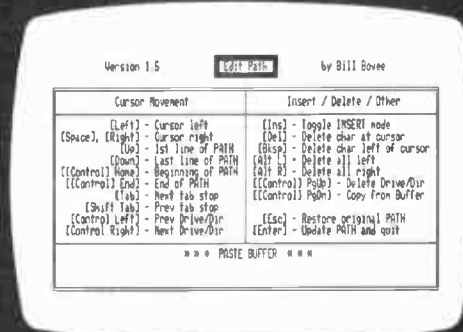 Version 1.5 Edit Path by Bill Bovee
Cursor Movement
[Left] - Cursor left
[Space], [Right] - Cursor right
[Up] - 1st line of PATH
[Down] - Last line of PATH
[[Control] Home] - Beginning of PATH
[[Control] End] - End of PATH
[Tab] - Next tab stop
[Shift Tab] - Prev tab stop
[Control Left] - Prev Drive/Dir
[Control Right] - Next Drive/Dir
Insert / Delete / Other
[Ins] - Toggle INSERT mode
[Del] - Delete char at cursor
[Bksp] - Delete char left of cursor
[Alt L] - Delete all left
[Alt R] - Delete all right
[[Control] PgUp] - Delete Drive/Dir
[[Control] PgDn] - Copy from Buffer
[Esc] - Restore original PATH
[Enter] - Update PATH and quit
* * * PASTE BUFFER * * *